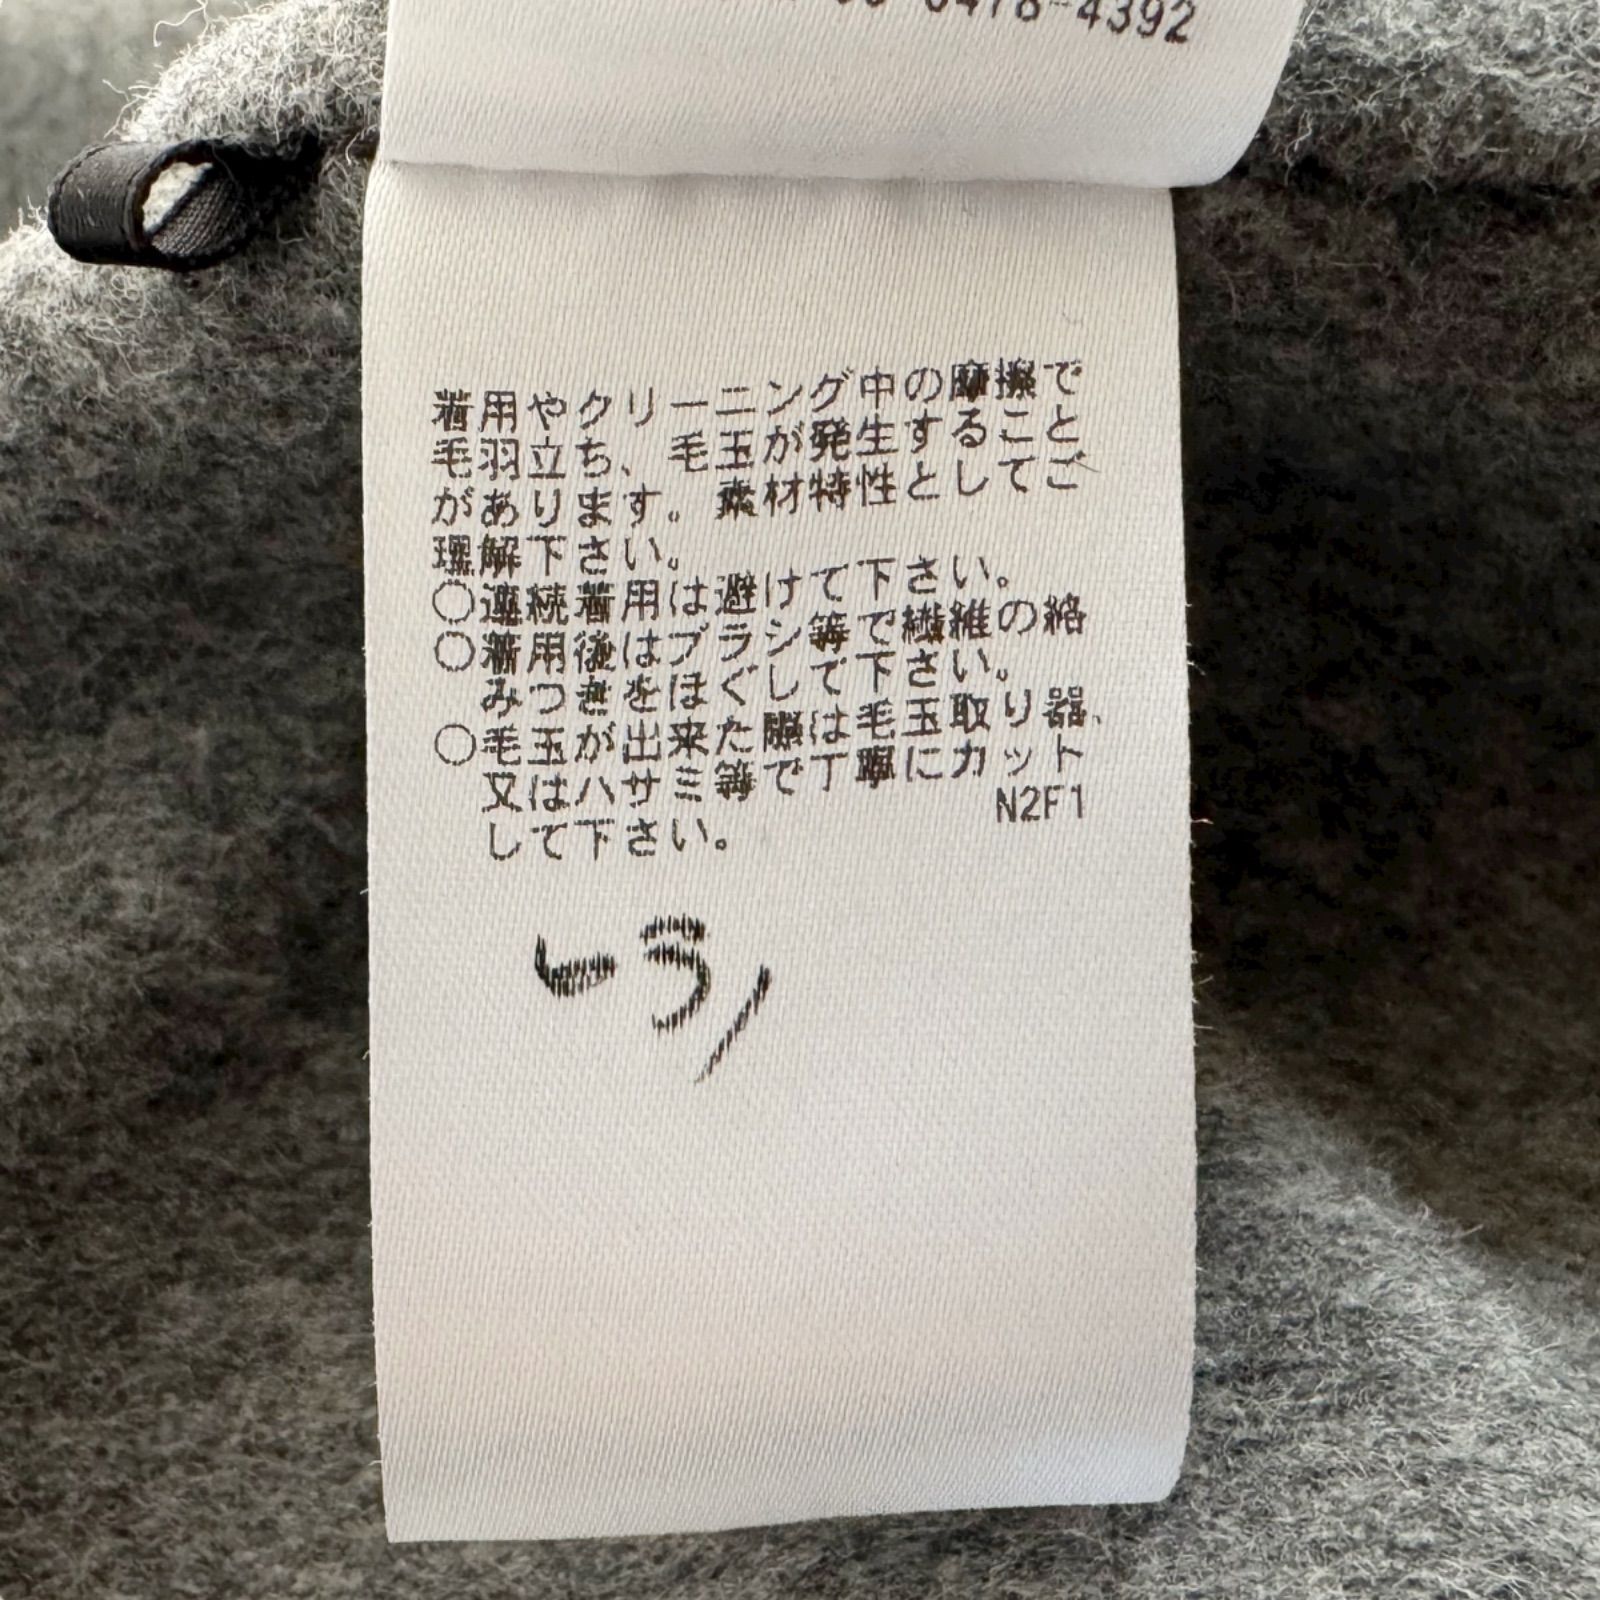 6478-4392
着用やクリーニング中の摩擦で
毛羽立ち、毛玉が発生すること
があります。素材特性としてご
理解下さい。
○連続着用は避けて下さい。
○着用後はブラシ等で繊維の絡
みつきをほぐして下さい。
○毛玉が出来た際は毛玉取り器、
又はハサミ等で丁寧にカット
して下さい。
N2F1